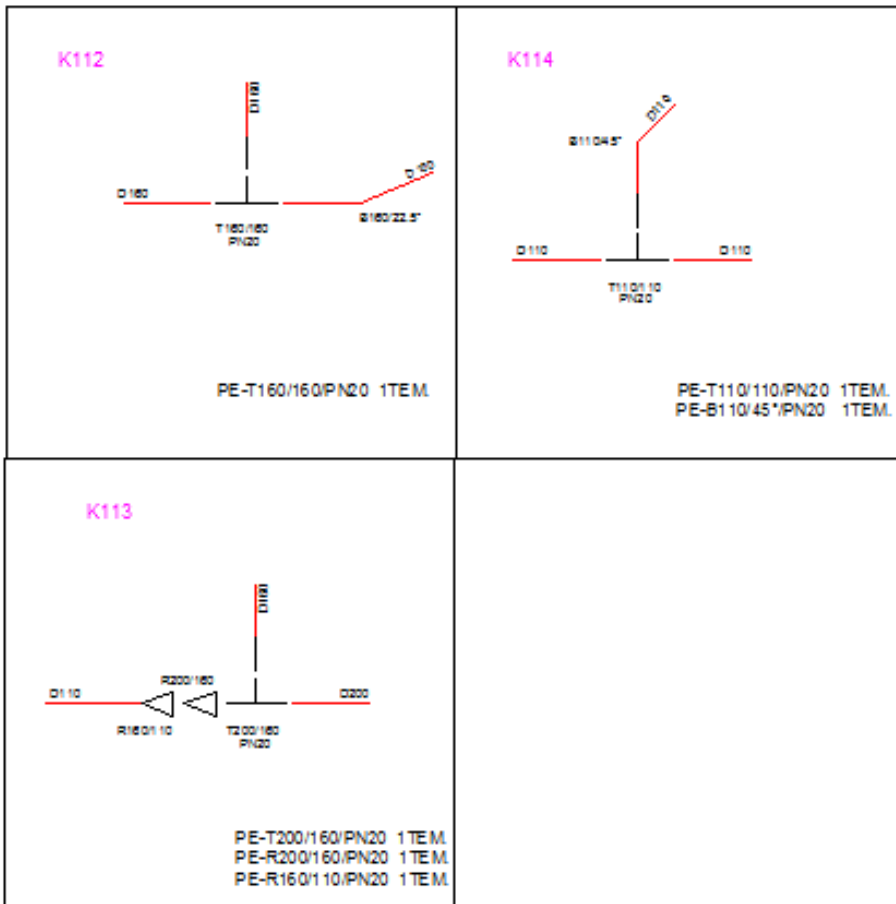 K112
D160
D160
D160
B160/22.5°
T160/160
PN20
PE-T160/160/PN20 1TEM.
K114
D110
B110/45°
D110
D110
T110/110
PN20
PE-T110/110/PN20 1TEM.
PE-B110/45°/PN20 1TEM.
K113
D160
R200/160
D110
D200
R160/110
T200/160
PN20
PE-T200/160/PN20 1TEM.
PE-R200/160/PN20 1TEM.
PE-R160/110/PN20 1TEM.